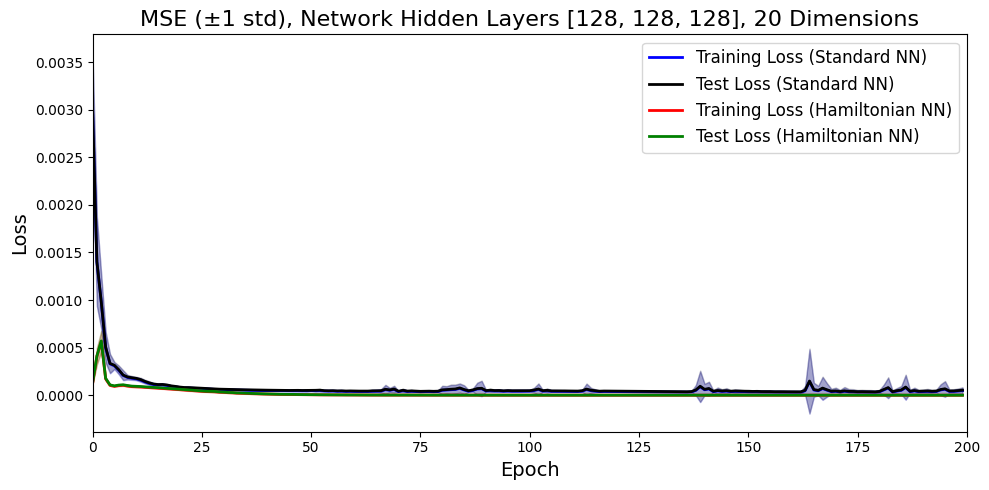 MSE (±1 std), Network Hidden Layers [128, 128, 128], 20 Dimensions
Training Loss (Standard NN)
Test Loss (Standard NN)
Training Loss (Hamiltonian NN)
Test Loss (Hamiltonian NN)
Loss
0.0035
0.0030
0.0025
0.0020
0.0015
0.0010
0.0005
0.0000
0 25 50 75 100 125 150 175 200
Epoch